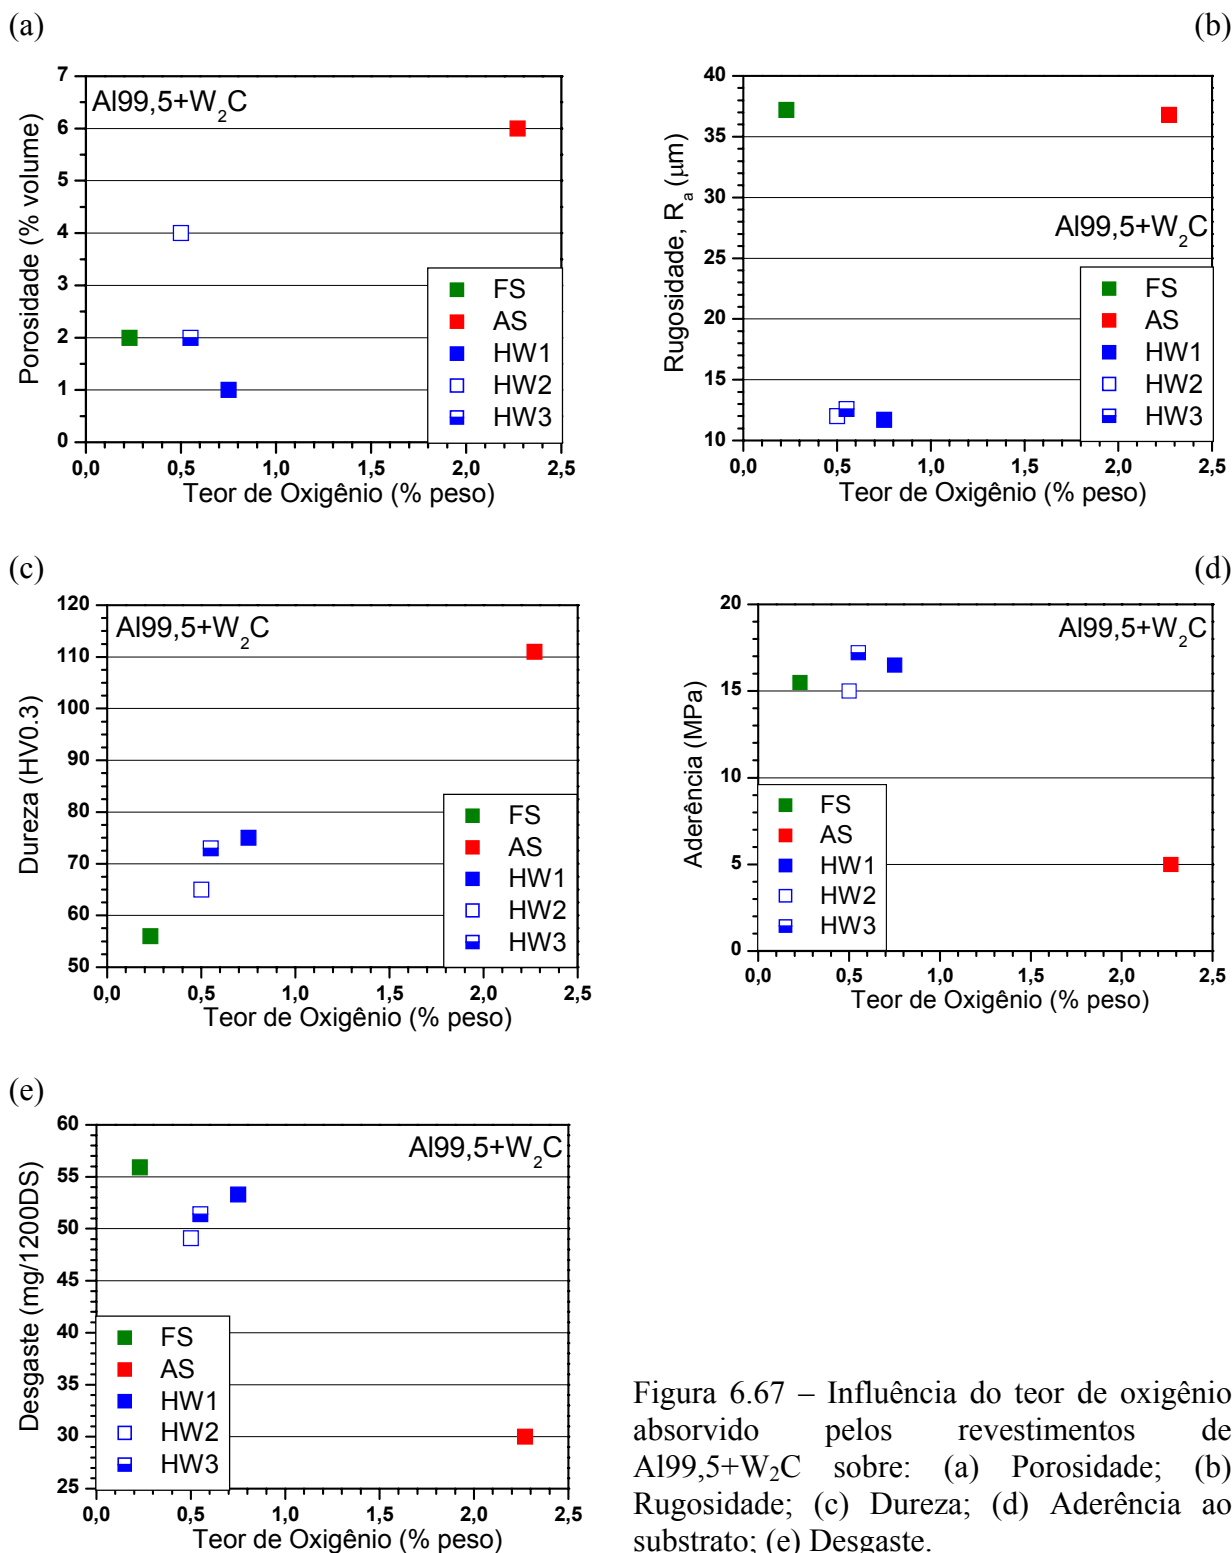 (a)
(b)
7
6
5
4
3
2
1
0
Porosidade (% volume)
Al99,5+W₂C
FS
AS
HW1
HW2
HW3
0,0 0,5 1,0 1,5 2,0 2,5
Teor de Oxigênio (% peso)
40
35
30
25
20
15
10
Rugosidade, Rₐ (μm)
Al99,5+W₂C
FS
AS
HW1
HW2
HW3
0,0 0,5 1,0 1,5 2,0 2,5
Teor de Oxigênio (% peso)
(c)
(d)
120
110
100
90
80
70
60
50
Dureza (HV0.3)
Al99,5+W₂C
FS
AS
HW1
HW2
HW3
0,0 0,5 1,0 1,5 2,0 2,5
Teor de Oxigênio (% peso)
20
15
10
5
0
Aderência (MPa)
Al99,5+W₂C
FS
AS
HW1
HW2
HW3
0,0 0,5 1,0 1,5 2,0 2,5
Teor de Oxigênio (% peso)
(e)
60
55
50
45
40
35
30
25
Desgaste (mg/1200DS)
Al99,5+W₂C
FS
AS
HW1
HW2
HW3
0,0 0,5 1,0 1,5 2,0 2,5
Teor de Oxigênio (% peso)
Figura 6.67 – Influência do teor de oxigênio
absorvido pelos revestimentos de
Al99,5+W₂C sobre: (a) Porosidade; (b)
Rugosidade; (c) Dureza; (d) Aderência ao
substrato; (e) Desgaste.